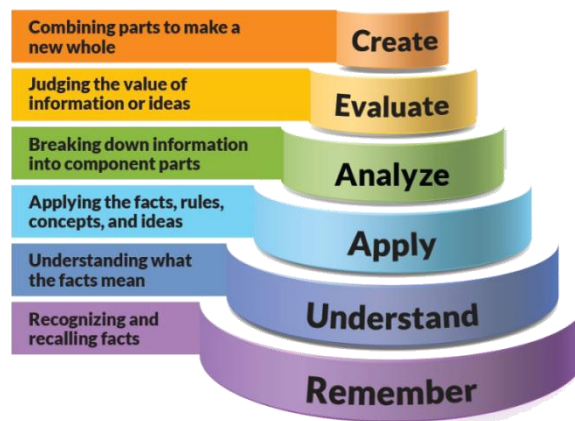 Combining parts to make a
new whole
Create
Judging the value of
information or ideas
Evaluate
Breaking down information
into component parts
Analyze
Applying the facts, rules,
concepts, and ideas
Apply
Understanding what
the facts mean
Understand
Recognizing and
recalling facts
Remember